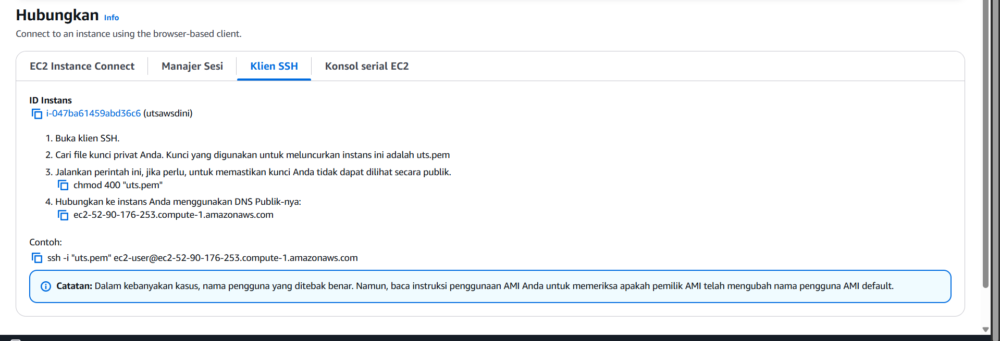 Hubungkan Info
Connect to an instance using the browser-based client.
EC2 Instance Connect
Manajer Sesi
Klien SSH
Konsol serial EC2
ID Instans
i-047ba61459abd36c6 (utsawsdini)
1. Buka klien SSH.
2. Cari file kunci privat Anda. Kunci yang digunakan untuk meluncurkan instans ini adalah uts.pem
3. Jalankan perintah ini, jika perlu, untuk memastikan kunci Anda tidak dapat dilihat secara publik.
chmod 400 "uts.pem"
4. Hubungkan ke instans Anda menggunakan DNS Publik-nya:
ec2-52-90-176-253.compute-1.amazonaws.com
Contoh:
ssh -i "uts.pem" ec2-user@ec2-52-90-176-253.compute-1.amazonaws.com
Catatan: Dalam kebanyakan kasus, nama pengguna yang ditebak benar. Namun, baca instruksi penggunaan AMI Anda untuk memeriksa apakah pemilik AMI telah mengubah nama pengguna AMI default.